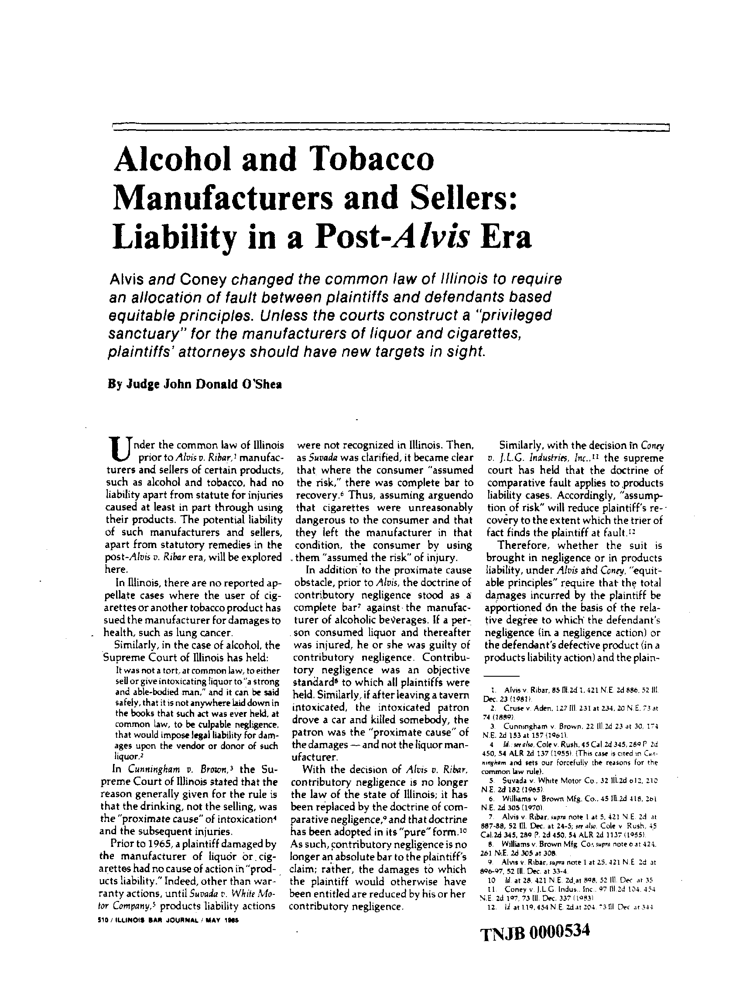 Alcohol and Tobacco
Manufacturers and Sellers:
Liability in a Post-Alvis Era
Alvis and Coney changed the common law of Illinois to require
an allocation of fault between plaintiffs and defendants based
equitable principles. Unless the courts construct a "privileged
sanctuary" for the manufacturers of liquor and cigarettes,
plaintiffs' attorneys should have new targets in sight.
By Judge John Donald O'Shea
Under the common law of Illinois
prior to Alvis v. Ribar,1 manufac-
turers and sellers of certain products,
such as alcohol and tobacco, had no
liability apart from statute for injuries
caused at least in part through using
their products. The potential liability
of such manufacturers and sellers,
apart from statutory remedies in the
post-Alvis v. Ribar era, will be explored
here.
In Illinois, there are no reported ap-
pellate cases where the user of cig-
arettes or another tobacco product has
sued the manufacturer for damages to
health, such as lung cancer.
Similarly, in the case of alcohol, the
Supreme Court of Illinois has held:
It was not a tort, at common law, to either
sell or give intoxicating liquor to "a strong
and able-bodied man," and it can be said
safely, that it is not anywhere laid down in
the books that such act was ever held, at
common law, to be culpable negligence,
that would impose legal liability for dam-
ages upon the vendor or donor of such
liquor.2
In Cunningham v. Brown,3 the Su-
preme Court of Illinois stated that the
reason generally given for the rule is
that the drinking, not the selling, was
the "proximate cause" of intoxication4
and the subsequent injuries.
Prior to 1965, a plaintiff damaged by
the manufacturer of liquor or cig-
arettes had no cause of action in "prod-
ucts liability." Indeed, other than war-
ranty actions, until Suvada v. White Mo-
tor Company,5 products liability actions
were not recognized in Illinois. Then,
as Suvada was clarified, it became clear
that where the consumer "assumed
the risk," there was complete bar to
recovery.6 Thus, assuming arguendo
that cigarettes were unreasonably
dangerous to the consumer and that
they left the manufacturer in that
condition, the consumer by using
them "assumed the risk" of injury.
In addition to the proximate cause
obstacle, prior to Alvis, the doctrine of
contributory negligence stood as a
complete bar7 against the manufac-
turer of alcoholic beverages. If a per-
son consumed liquor and thereafter
was injured, he or she was guilty of
contributory negligence. Contribu-
tory negligence was an objective
standard8 to which all plaintiffs were
held. Similarly, if after leaving a tavern
intoxicated, the intoxicated patron
drove a car and killed somebody, the
patron was the "proximate cause" of
the damages — and not the liquor man-
ufacturer.
With the decision of Alvis v. Ribar,
contributory negligence is no longer
the law of the state of Illinois; it has
been replaced by the doctrine of com-
parative negligence,9 and that doctrine
has been adopted in its "pure" form.10
As such, contributory negligence is no
longer an absolute bar to the plaintiff's
claim; rather, the damages to which
the plaintiff would otherwise have
been entitled are reduced by his or her
contributory negligence.
Similarly, with the decision in Coney
v. J.L.G. Industries, Inc.,11 the supreme
court has held that the doctrine of
comparative fault applies to products
liability cases. Accordingly, "assump-
tion of risk" will reduce plaintiff's re-
covery to the extent which the trier of
fact finds the plaintiff at fault.12
Therefore, whether the suit is
brought in negligence or in products
liability, under Alvis and Coney, "equit-
able principles" require that the total
damages incurred by the plaintiff be
apportioned on the basis of the rela-
tive degree to which the defendant's
negligence (in a negligence action) or
the defendant's defective product (in a
products liability action) and the plain-
1. Alvis v. Ribar, 85 Ill.2d 1, 421 N.E. 2d 886, 52 Ill.
Dec. 23 (1981).
2. Cruse v. Aden, 127 Ill. 231 at 234, 20 N.E. 73 at
74 (1889).
3. Cunningham v. Brown, 22 Ill 2d 23 at 30, 174
N.E. 2d 153 at 157 (1961).
4. Id. see also, Cole v. Rush, 45 Cal 2d 345, 289 P. 2d
450, 54 ALR 2d 137 (1955). (This case is cited in Cun-
ningham and sets our forcefully the reasons for the
common law rule).
5. Suvada v. White Motor Co., 32 Ill.2d 612, 210
N.E. 2d 182 (1965).
6. Williams v. Brown Mfg. Co., 45 Ill 2d 418, 261
N.E. 2d 305 (1970).
7. Alvis v. Ribar, supra note 1 at 5, 421 N.E. 2d at
887-88, 52 Ill. Dec. at 24-5; see also, Cole v. Rush, 45
Cal.2d 345, 289 P. 2d 450, 54 ALR 2d 1137 (1955).
8. Williams v. Brown Mfg. Co. supra note 6 at 424,
261 N.E. 2d 305 at 308.
9. Alvis v. Ribar, supra note 1 at 25, 421 N.E. 2d at
896-97, 52 Ill. Dec. at 33-4.
10. Id. at 28, 421 N.E. 2d at 898, 52 Ill. Dec. at 35.
11. Coney v. J.L.G. Indus., Inc., 97 Ill 2d 104, 454
N.E. 2d 197, 73 Ill. Dec. 337 (1983).
12. Id. at 119, 454 N.E. 2d at 204, 73 Ill. Dec. at 344.
510 / ILLINOIS BAR JOURNAL / MAY 1985
TNJB 0000534